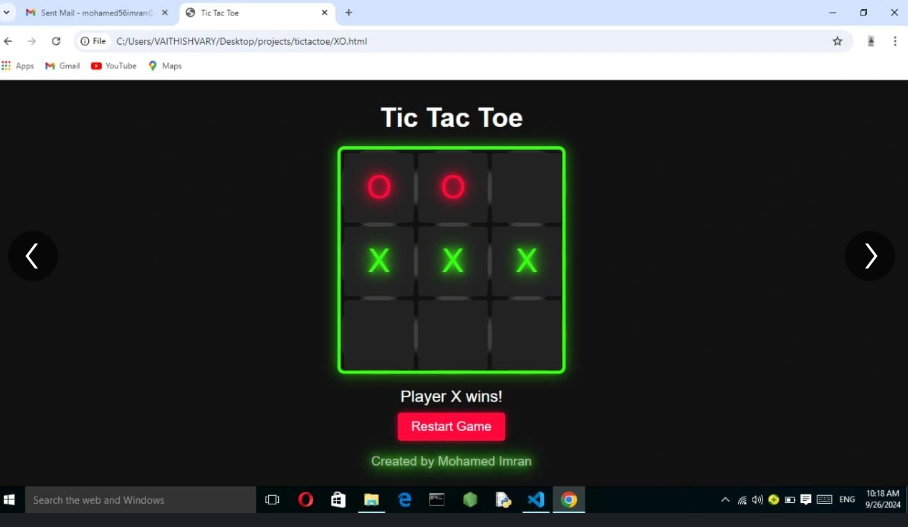 Sent Mail - mohamed56imran@
Tic Tac Toe
File
C:/Users/VAITHISHVARY/Desktop/projects/tictactoe/XO.html
Apps
Gmail
YouTube
Maps
Tic Tac Toe
O O
X X X
Player X wins!
Restart Game
Created by Mohamed Imran
Search the web and Windows
ENG
10:18 AM
9/26/2024